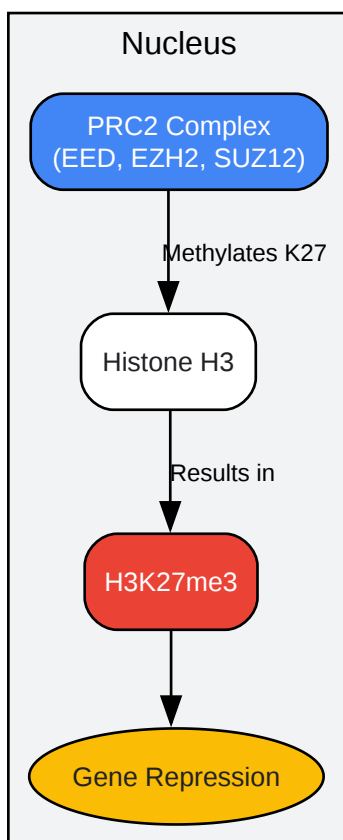 Nucleus
PRC2 Complex
(EED, EZH2, SUZ12)
Methylates K27
Histone H3
Results in
H3K27me3
Gene Repression